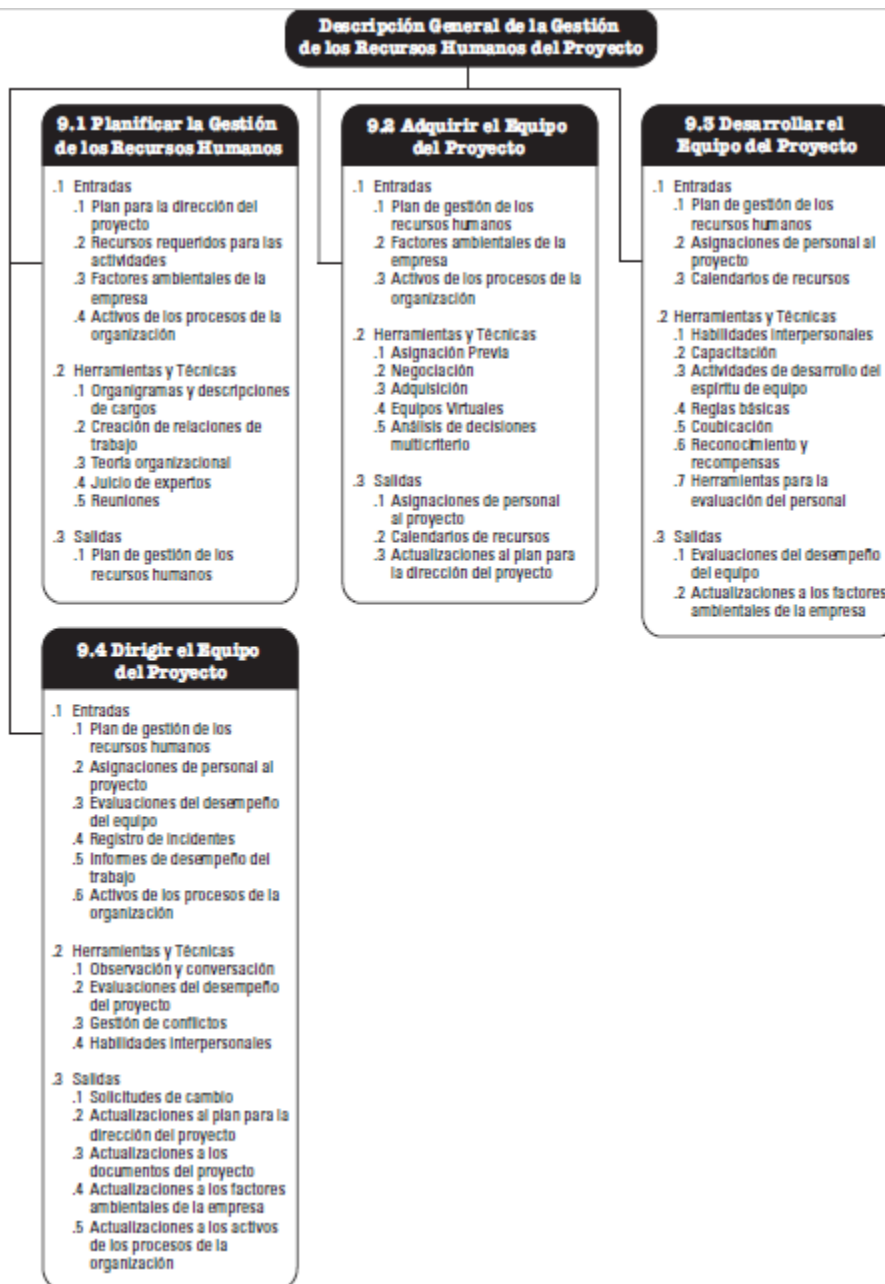 Descripción General de la Gestión
de los Recursos Humanos del Proyecto
9.1 Planificar la Gestión
de los Recursos Humanos
.1 Entradas
.1 Plan para la dirección del
proyecto
.2 Recursos requeridos para las
actividades
.3 Factores ambientales de la
empresa
.4 Activos de los procesos de la
organización
.2 Herramientas y Técnicas
.1 Organigramas y descripciones
de cargos
.2 Creación de relaciones de
trabajo
.3 Teoría organizacional
.4 Juicio de expertos
.5 Reuniones
.3 Salidas
.1 Plan de gestión de los
recursos humanos
9.2 Adquirir el Equipo
del Proyecto
.1 Entradas
.1 Plan de gestión de los
recursos humanos
.2 Factores ambientales de la
empresa
.3 Activos de los procesos de la
organización
.2 Herramientas y Técnicas
.1 Asignación Previa
.2 Negociación
.3 Adquisición
.4 Equipos Virtuales
.5 Análisis de decisiones
multicriterio
.3 Salidas
.1 Asignaciones de personal
al proyecto
.2 Calendarios de recursos
.3 Actualizaciones al plan para
la dirección del proyecto
9.3 Desarrollar el
Equipo del Proyecto
.1 Entradas
.1 Plan de gestión de los
recursos humanos
.2 Asignaciones de personal al
proyecto
.3 Calendarios de recursos
.2 Herramientas y Técnicas
.1 Habilidades interpersonales
.2 Capacitación
.3 Actividades de desarrollo del
espíritu de equipo
.4 Reglas básicas
.5 Coubicación
.6 Reconocimiento y
recompensas
.7 Herramientas para la
evaluación del personal
.3 Salidas
.1 Evaluaciones del desempeño
del equipo
.2 Actualizaciones a los factores
ambientales de la empresa
9.4 Dirigir el Equipo
del Proyecto
.1 Entradas
.1 Plan de gestión de los
recursos humanos
.2 Asignaciones de personal al
proyecto
.3 Evaluaciones del desempeño
del equipo
.4 Registro de incidentes
.5 Informes de desempeño del
trabajo
.6 Activos de los procesos de la
organización
.2 Herramientas y Técnicas
.1 Observación y conversación
.2 Evaluaciones del desempeño
del proyecto
.3 Gestión de conflictos
.4 Habilidades interpersonales
.3 Salidas
.1 Solicitudes de cambio
.2 Actualizaciones al plan para la
dirección del proyecto
.3 Actualizaciones a los
documentos del proyecto
.4 Actualizaciones a los factores
ambientales de la empresa
.5 Actualizaciones a los activos
de los procesos de la
organización